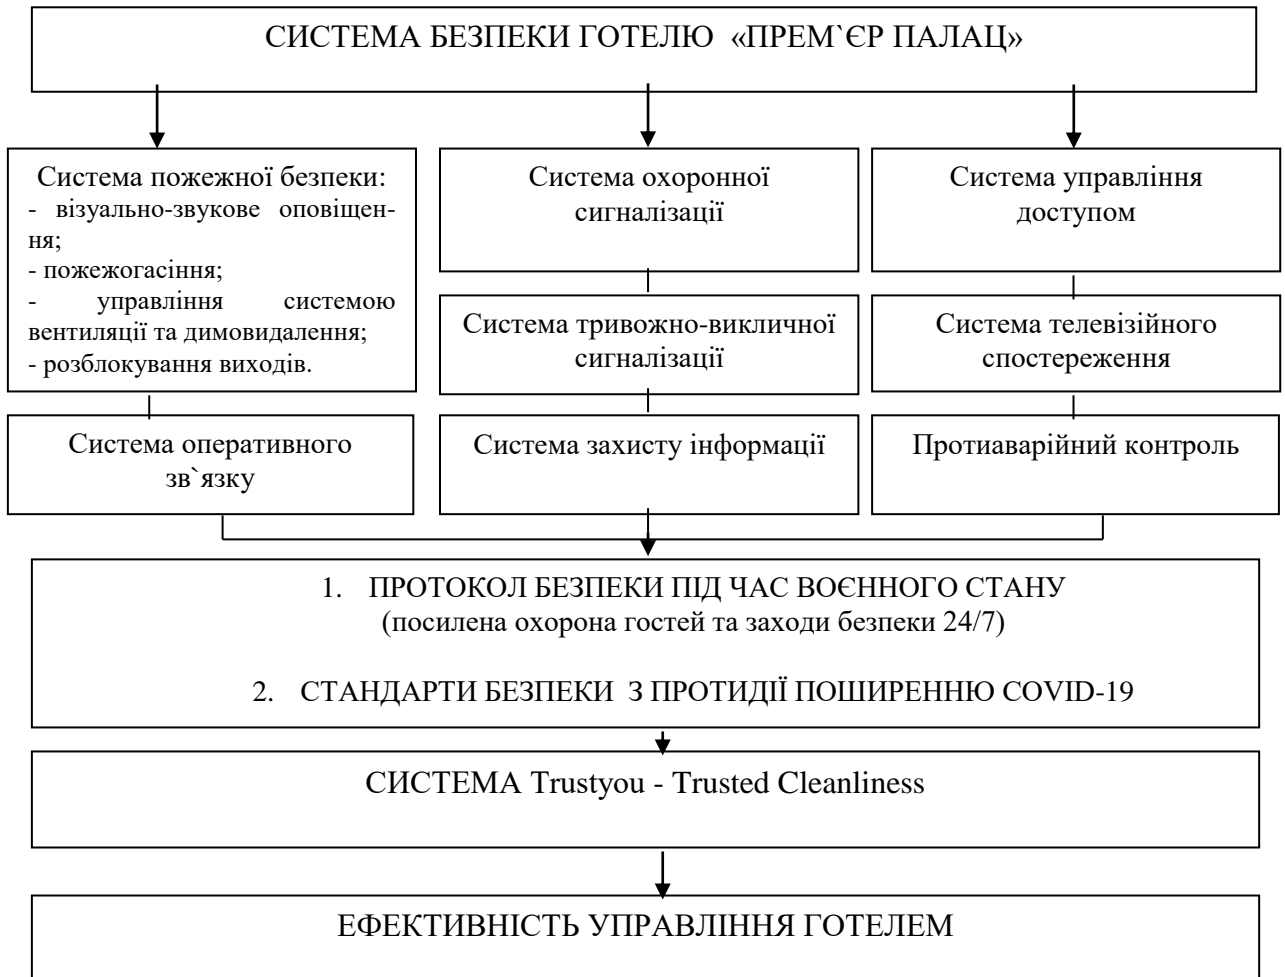 СИСТЕМА БЕЗПЕКИ ГОТЕЛЮ «ПРЕМ`ЄР ПАЛАЦ»
Система пожежної безпеки:
- візуально-звукове оповіщен-
ня;
- пожежогасіння;
- управління системою
вентиляції та димовидалення;
- розблокування виходів.
Система охоронної
сигналізації
Система управління
доступом
Система тривожно-викличної
сигналізації
Система телевізійного
спостереження
Система оперативного
зв`язку
Система захисту інформації
Протиаварійний контроль
1. ПРОТОКОЛ БЕЗПЕКИ ПІД ЧАС ВОЄННОГО СТАНУ
(посилена охорона гостей та заходи безпеки 24/7)
2. СТАНДАРТИ БЕЗПЕКИ З ПРОТИДІЇ ПОШИРЕННЮ COVID-19
СИСТЕМА Trustyou - Trusted Cleanliness
ЕФЕКТИВНІСТЬ УПРАВЛІННЯ ГОТЕЛЕМ